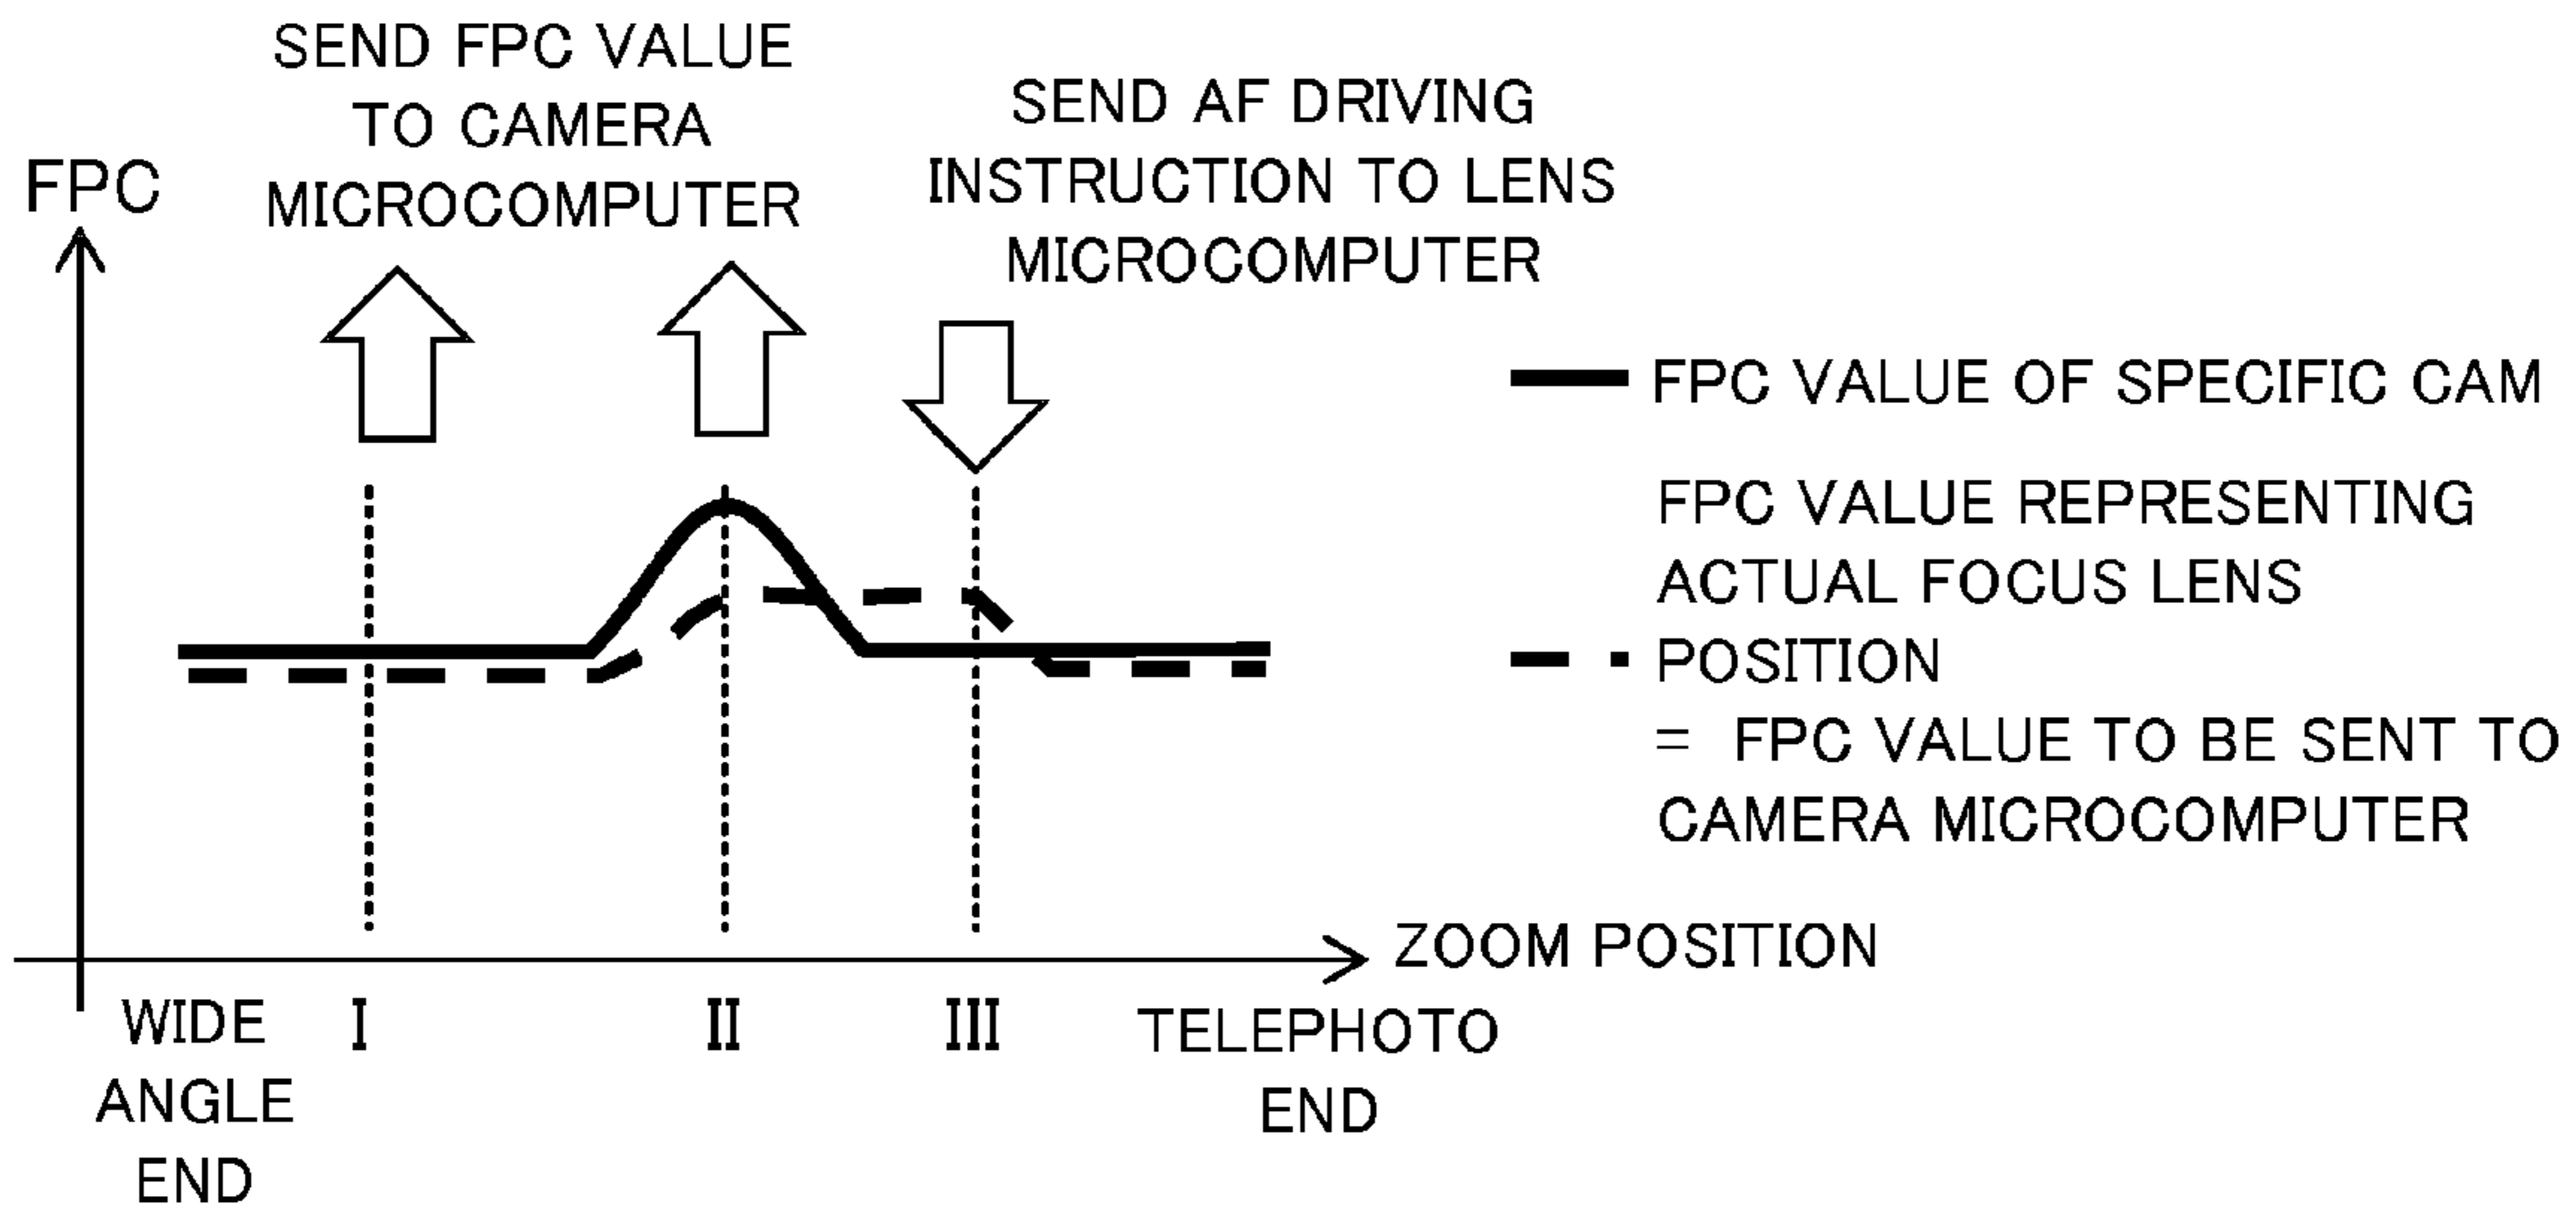 SEND FPC VALUE
TO CAMERA
MICROCOMPUTER
SEND AF DRIVING
INSTRUCTION TO LENS
MICROCOMPUTER
FPC
FPC VALUE OF SPECIFIC CAM
FPC VALUE REPRESENTING
ACTUAL FOCUS LENS
POSITION
= FPC VALUE TO BE SENT TO
CAMERA MICROCOMPUTER
ZOOM POSITION
WIDE
ANGLE
END
I
II
III
TELEPHOTO
END